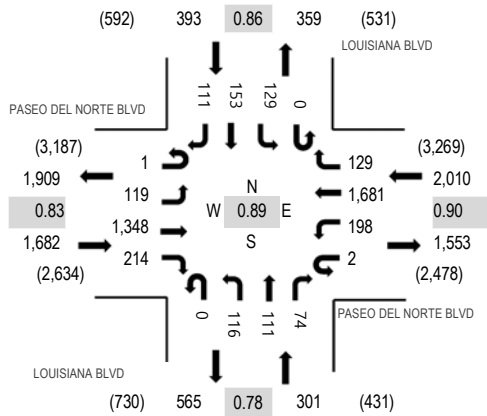 (592) 393 0.86 359 (531)
LOUISIANA BLVD
111 153 129 0
PASEO DEL NORTE BLVD
(3,187) (3,269)
1 129
1,909 2,010
119 N 1,681
0.83 W 0.89 E 0.90
1,348 198
1,682 S 1,553
214 2
(2,634) (2,478)
0 116 111 74
PASEO DEL NORTE BLVD
LOUISIANA BLVD
(730) 565 0.78 301 (431)